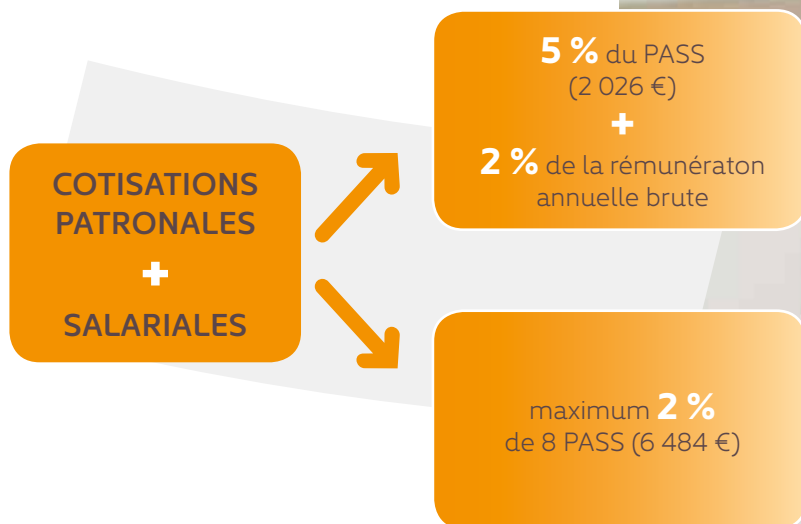 COTISATIONS
PATRONALES
+
SALARIALES
5 % du PASS
(2 026 €)
+
2 % de la rémunératon
annuelle brute
maximum 2 %
de 8 PASS (6 484 €)